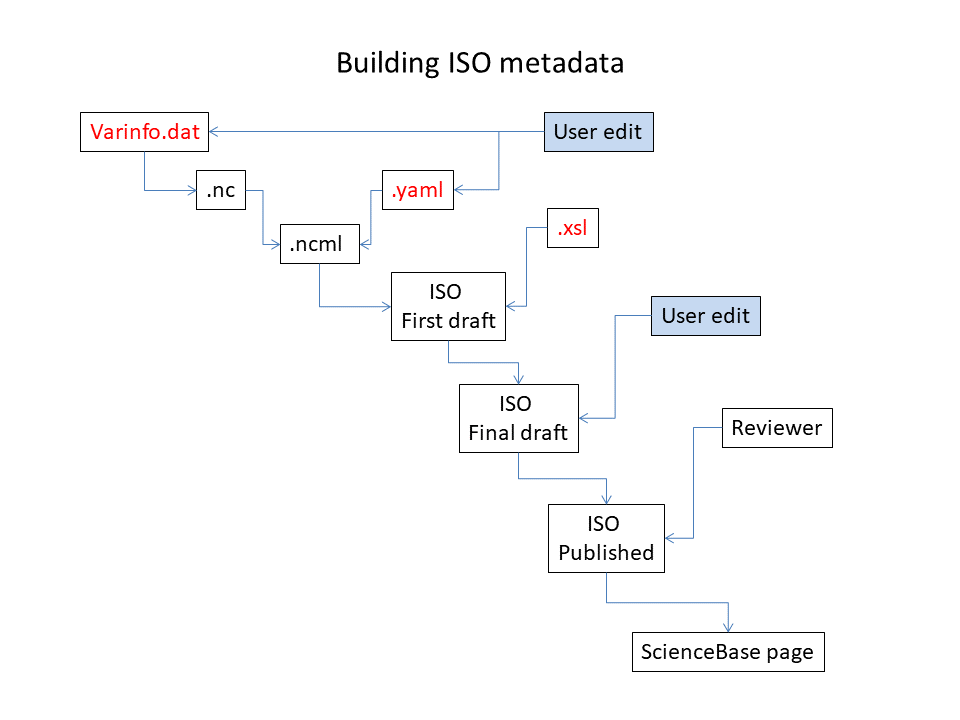 Building ISO metadata
Varinfo.dat
User edit
.nc
.yaml
.xsl
.ncml
ISO
First draft
User edit
ISO
Final draft
Reviewer
ISO
Published
ScienceBase page